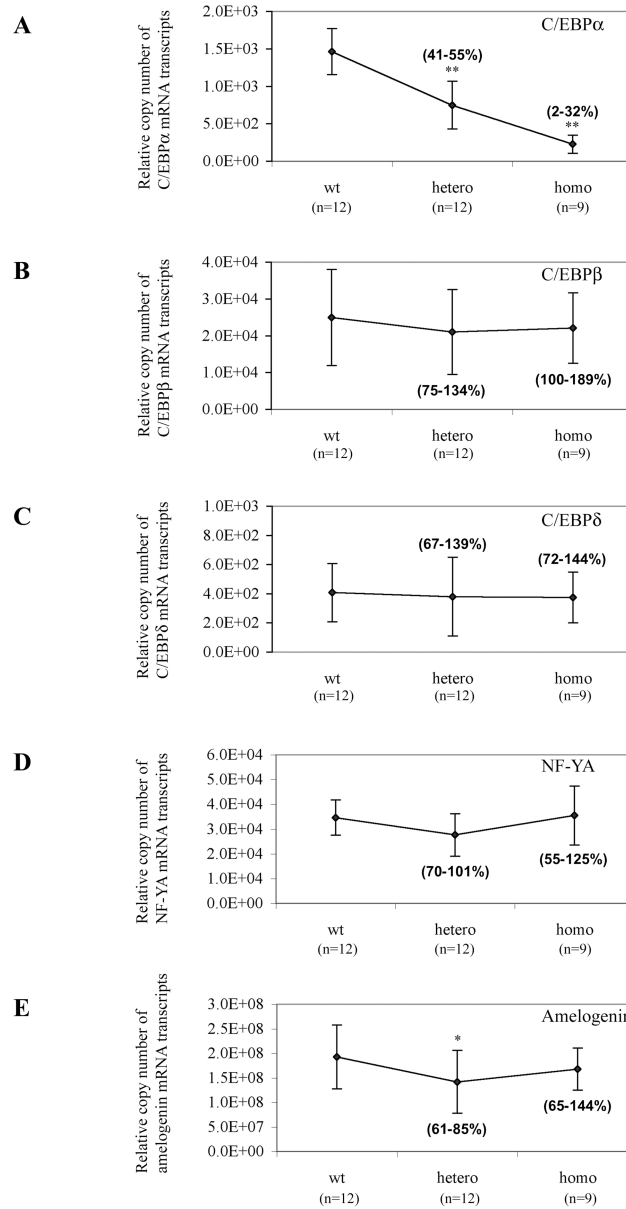 A
Relative copy number of
C/EBPα mRNA transcripts
2.0E+03
1.5E+03
1.0E+03
5.0E+02
0.0E+00
C/EBPα
(41-55%)
**
(2-32%)
**
wt
hetero
homo
(n=12)
(n=12)
(n=9)
B
Relative copy number of
C/EBPβ mRNA transcripts
4.0E+04
3.0E+04
2.0E+04
1.0E+04
0.0E+00
C/EBPβ
(75-134%)
(100-189%)
wt
hetero
homo
(n=12)
(n=12)
(n=9)
C
Relative copy number of
C/EBPδ mRNA transcripts
1.0E+03
8.0E+02
6.0E+02
4.0E+02
2.0E+02
0.0E+00
C/EBPδ
(67-139%)
(72-144%)
wt
hetero
homo
(n=12)
(n=12)
(n=9)
D
Relative copy number of
NF-YA mRNA transcripts
6.0E+04
5.0E+04
4.0E+04
3.0E+04
2.0E+04
1.0E+04
0.0E+00
NF-YA
(70-101%)
(55-125%)
wt
hetero
homo
(n=12)
(n=12)
(n=9)
E
Relative copy number of
amelogenin mRNA transcripts
3.0E+08
2.5E+08
2.0E+08
1.5E+08
1.0E+08
5.0E+07
0.0E+00
Amelogenin
*
(61-85%)
(65-144%)
wt
hetero
homo
(n=12)
(n=12)
(n=9)